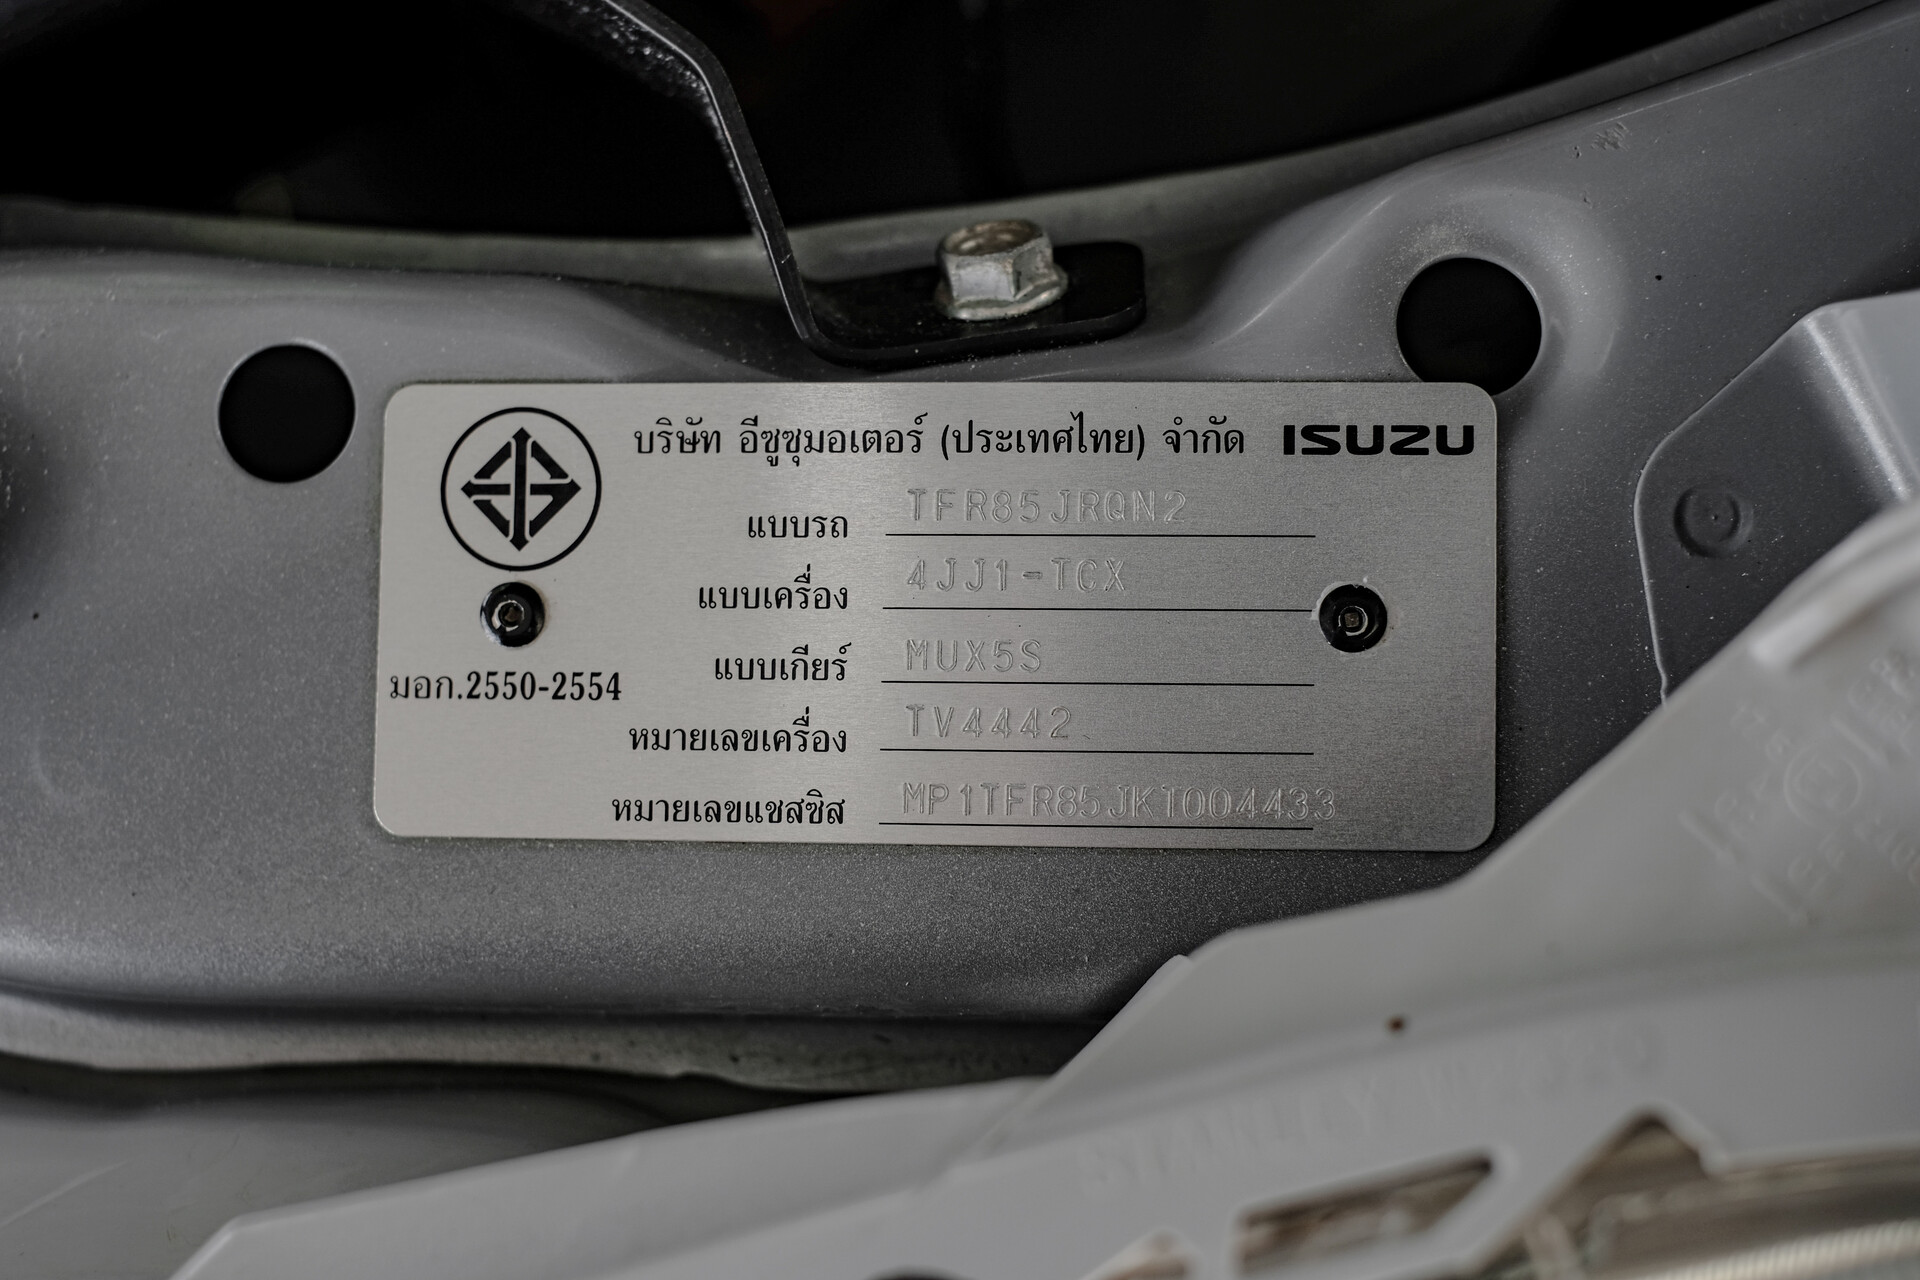 บริษัท อีซูซุมอเตอร์ (ประเทศไทย) จำกัด ISUZU
แบบรถ TFR85JRQN2
แบบเครื่อง 4JJ1-TCX
แบบเกียร์ MUX5S
มอก.2550-2554
หมายเลขเครื่อง TV4442
หมายเลขแชสซิส MP1TFR85JKT004433
STANLEY